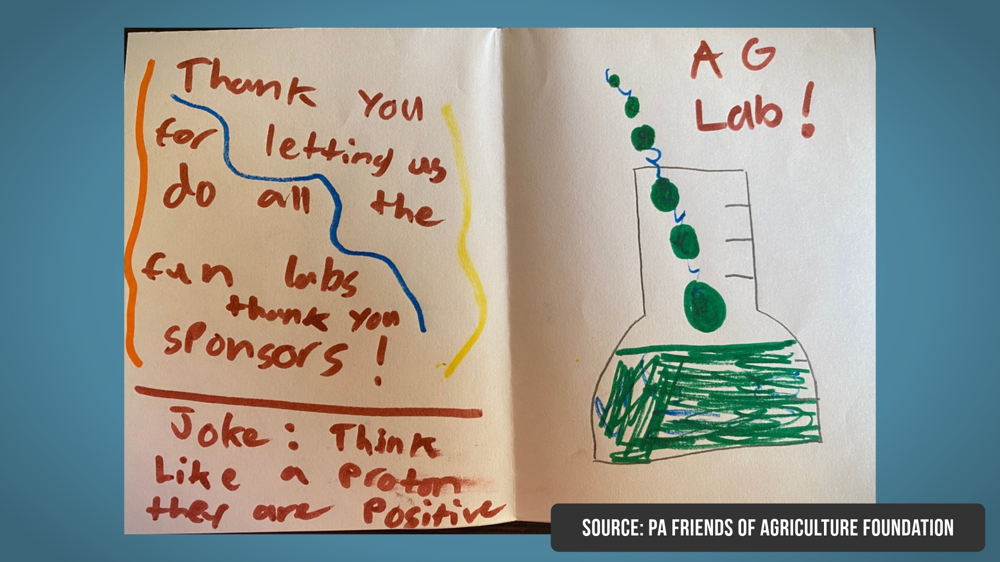 Thank You
for letting us
do all the
fun labs
thank you
sponsors!
Joke: Think
Like a Proton
they are Positive
A G
Lab!
SOURCE: PA FRIENDS OF AGRICULTURE FOUNDATION